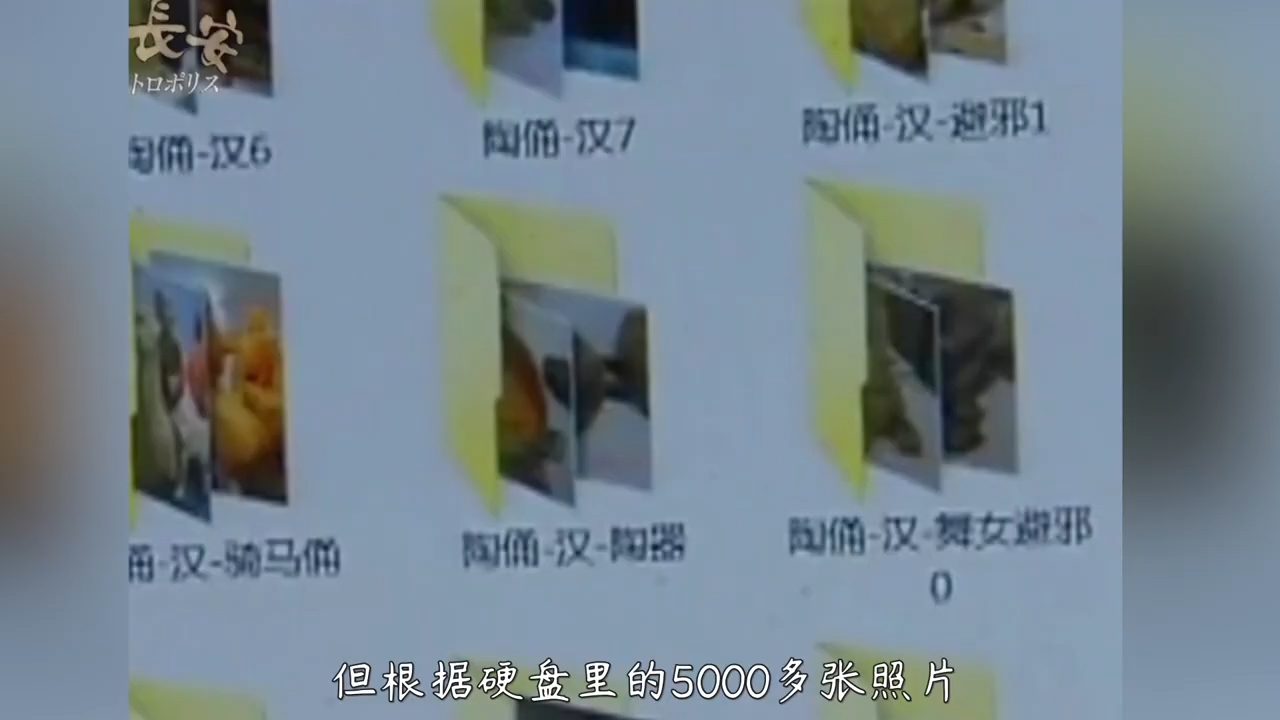 長安
トロポリス
陶俑-汉6
陶俑-汉7
陶俑-汉-避邪1
俑-汉-骑马俑
陶俑-汉-陶器
陶俑-汉-舞女避邪
0
但根据硬盘里的5000多张照片